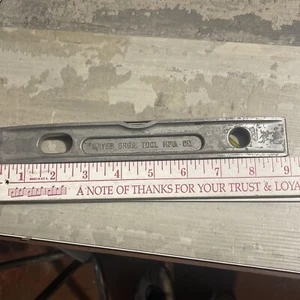 TOOL MFG CO.
1 2 3 4 5 6 7 8 9
A NOTE OF THANKS FOR YOUR TRUST & LOYA